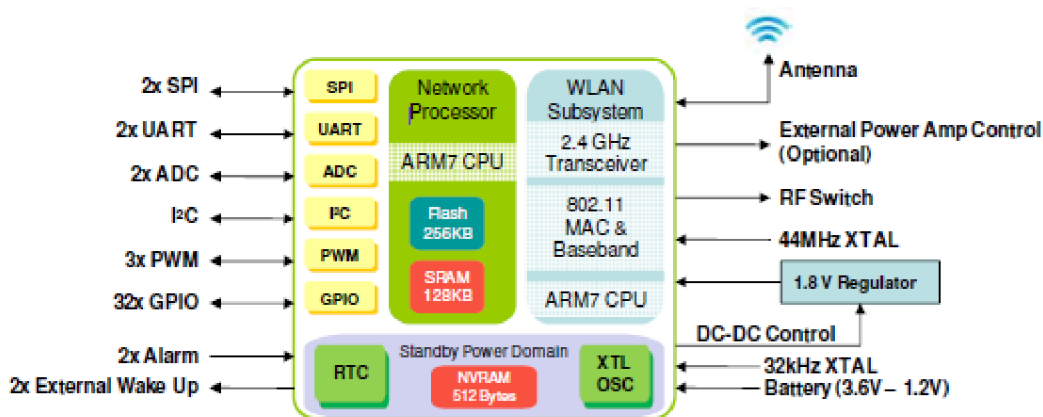 2x SPI
2x UART
2x ADC
I²C
3x PWM
32x GPIO
2x Alarm
2x External Wake Up
SPI
UART
ADC
I²C
PWM
GPIO
Network
Processor
ARM7 CPU
Flash
256KB
SRAM
128KB
WLAN
Subsystem
2.4 GHz
Transceiver
802.11
MAC &
Baseband
ARM7 CPU
Standby Power Domain
RTC
NVRAM
512 Bytes
XTL
OSC
Antenna
External Power Amp Control
(Optional)
RF Switch
44MHz XTAL
1.8 V Regulator
DC-DC Control
32kHz XTAL
Battery (3.6V – 1.2V)